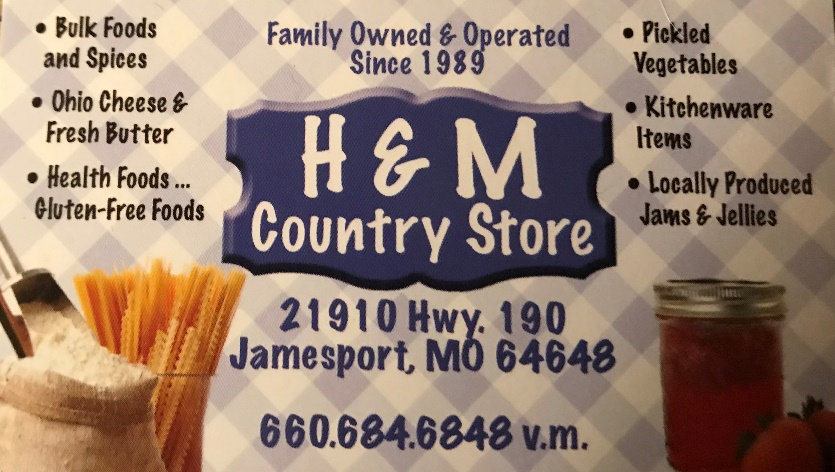 • Bulk Foods
and Spices
• Ohio Cheese &
Fresh Butter
• Health Foods ...
Gluten-Free Foods
Family Owned & Operated
Since 1989
H & M
Country Store
21910 Hwy. 190
Jamesport, MO 64648
660.684.6848 v.m.
• Pickled
Vegetables
• Kitchenware
Items
• Locally Produced
Jams & Jellies